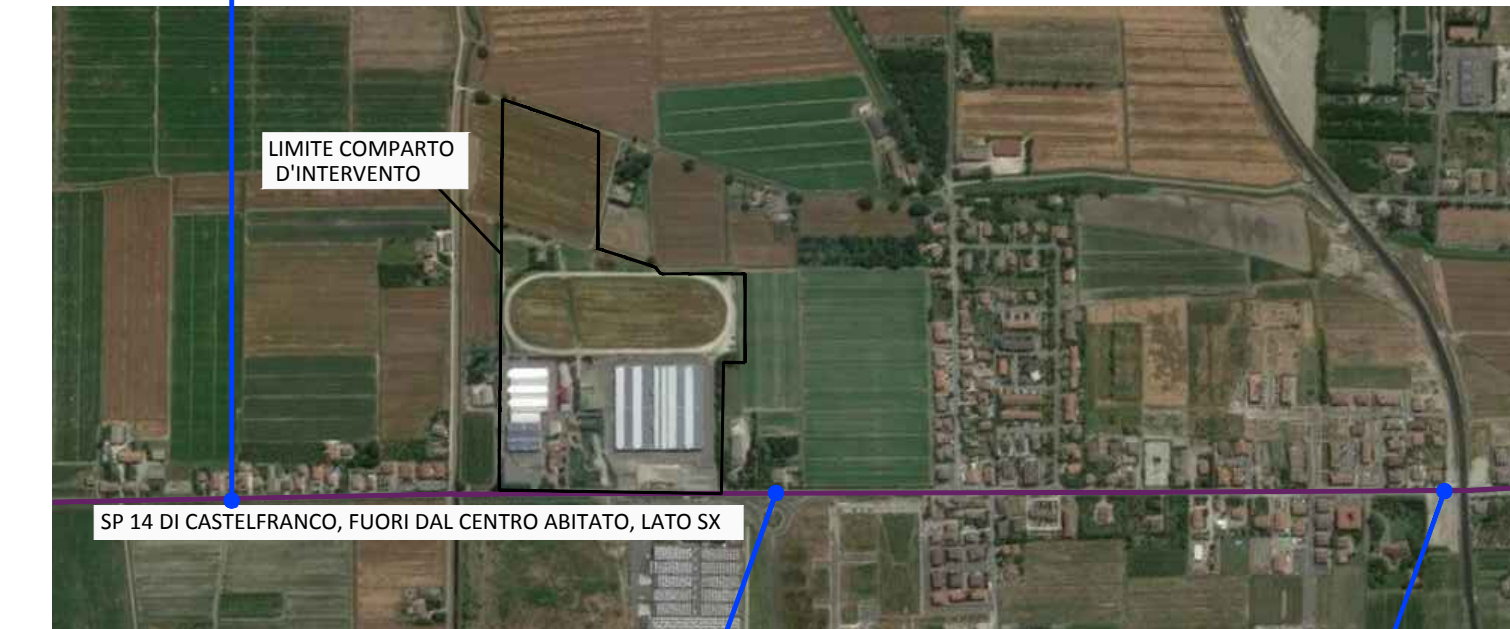 LIMITE COMPARTO
D'INTERVENTO
SP 14 DI CASTELFRANCO, FUORI DAL CENTRO ABITATO, LATO SX